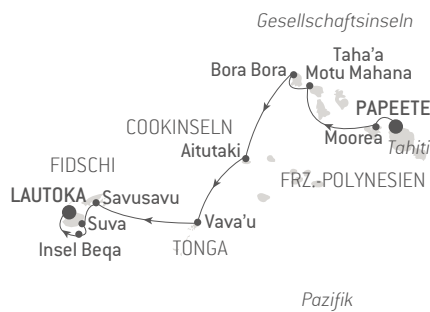 Gesellschaftsinseln
Taha'a
Bora Bora
Motu Mahana
PAPEETE
COOKINSELN
Moorea
Tahiti
Aitutaki
FIDSCHI
FRZ.-POLYNESIEN
LAUTOKA
Savusavu
Suva
Vava'u
Insel Beqa
TONGA
Pazifik